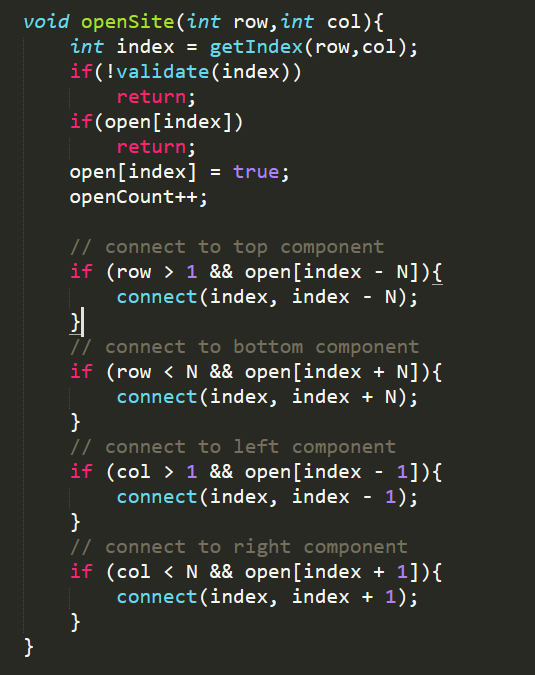 void openSite(int row,int col){
    int index = getIndex(row,col);
    if(!validate(index))
        return;
    if(open[index])
        return;
    open[index] = true;
    openCount++;

    // connect to top component
    if (row > 1 && open[index - N]){
        connect(index, index - N);
    }
    // connect to bottom component
    if (row < N && open[index + N]){
        connect(index, index + N);
    }
    // connect to left component
    if (col > 1 && open[index - 1]){
        connect(index, index - 1);
    }
    // connect to right component
    if (col < N && open[index + 1]){
        connect(index, index + 1);
    }
}